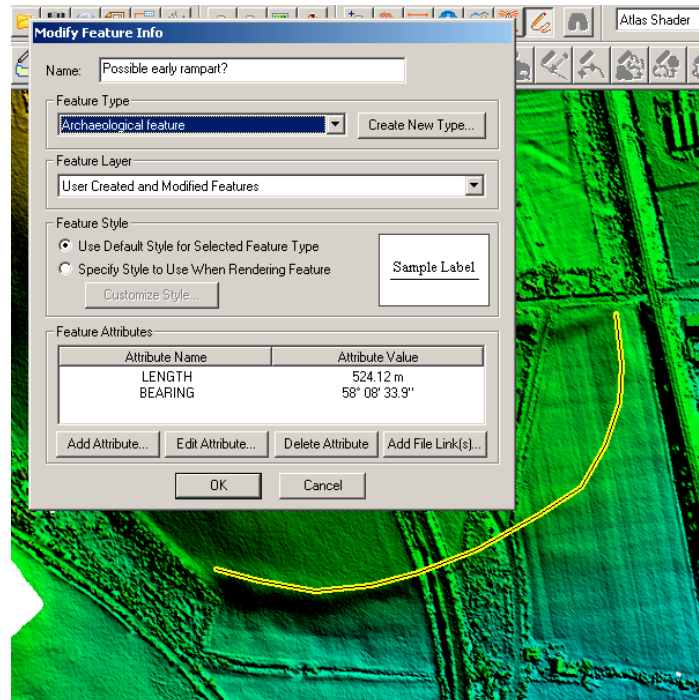 Atlas Shader
Modify Feature Info
Name: Possible early rampart?
Feature Type
Archaeological feature
Create New Type...
Feature Layer
User Created and Modified Features
Feature Style
Use Default Style for Selected Feature Type
Specify Style to Use When Rendering Feature
Customize Style...
Sample Label
Feature Attributes
Attribute Name Attribute Value
LENGTH 524.12 m
BEARING 58° 08' 33.9"
Add Attribute... Edit Attribute... Delete Attribute Add File Link(s)...
OK Cancel